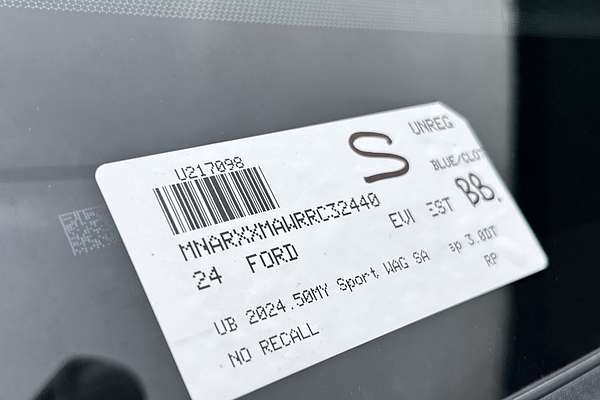 U217098
S
UNREG
MNARXXMAWRRC32440
BLUE/CLOT
24 FORD
EVI EST BB.
UB 2024.50MY Sport WAG SA sp 3.0DT
NO RECALL
RP